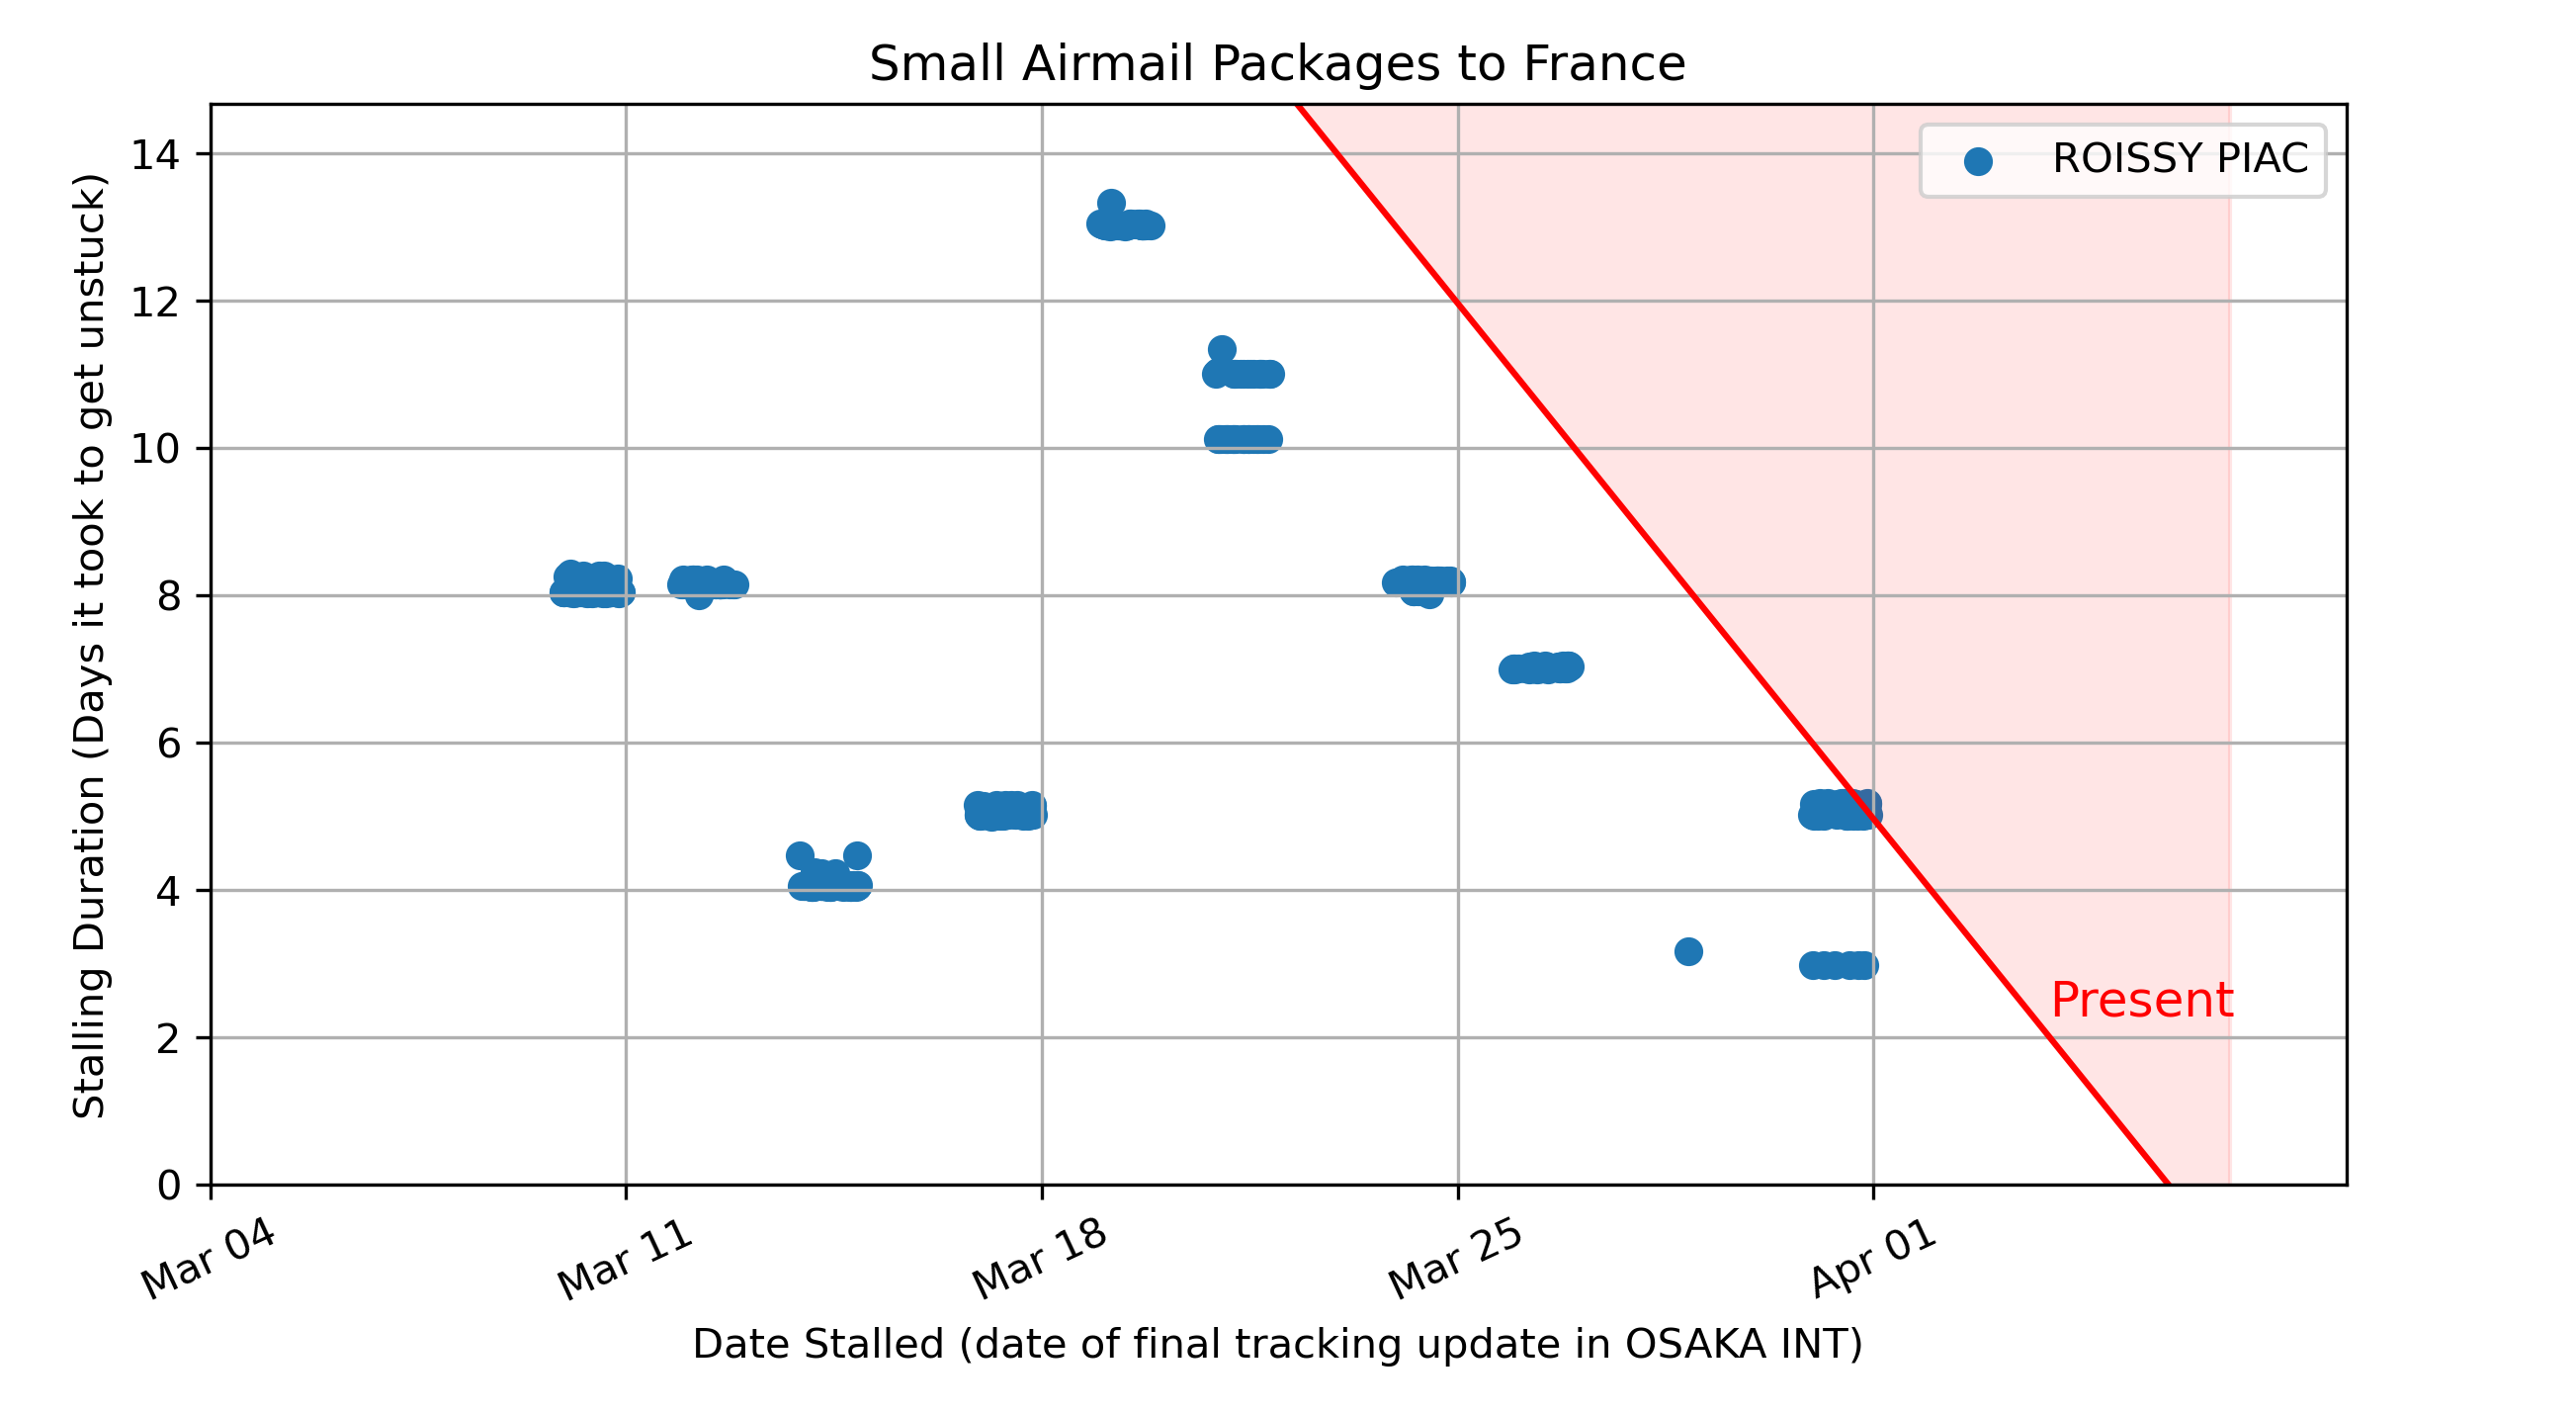 Small Airmail Packages to France
ROISSY PIAC
Stalling Duration (Days it took to get unstuck)
14
12
10
8
6
4
2
0
Present
Mar 04
Mar 11
Mar 18
Mar 25
Apr 01
Date Stalled (date of final tracking update in OSAKA INT)